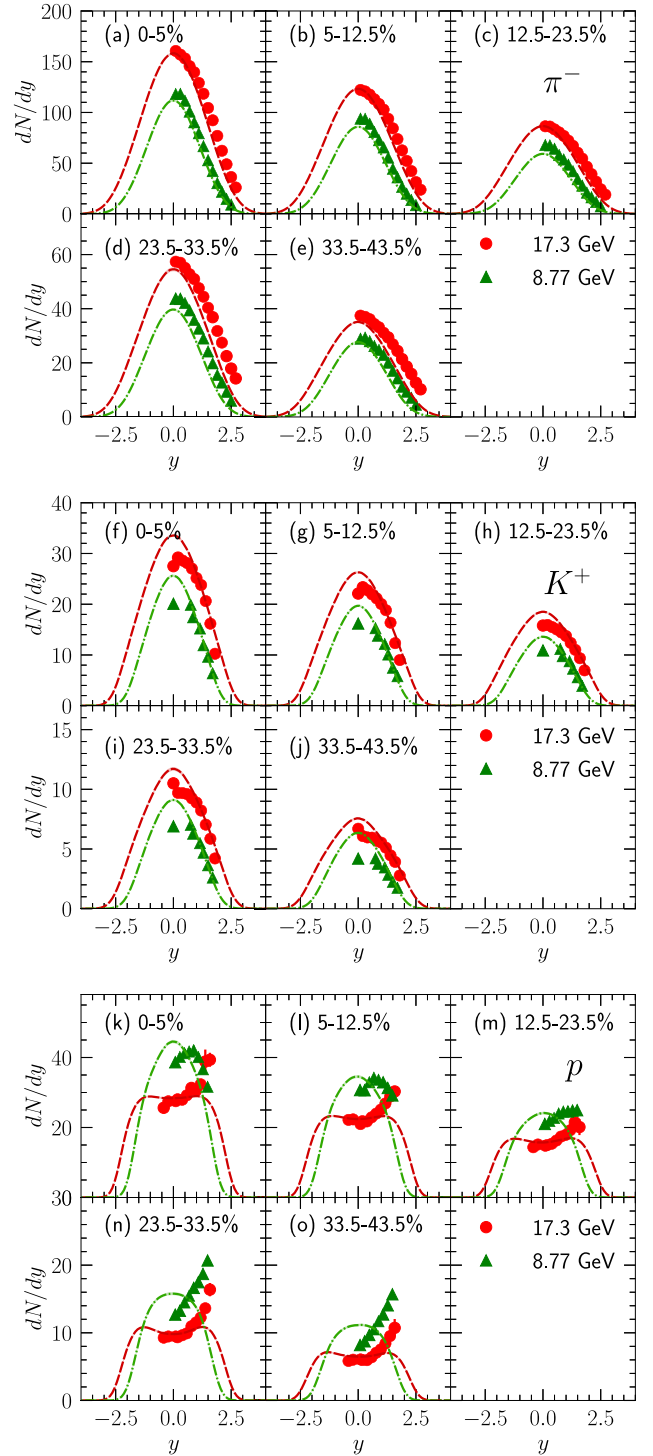 (a) 0-5%
(b) 5-12.5%
(c) 12.5-23.5%
π−
200
150
100
50
0
dN/dy
(d) 23.5-33.5%
(e) 33.5-43.5%
17.3 GeV
8.77 GeV
60
40
20
0
dN/dy
−2.5 0.0 2.5
−2.5 0.0 2.5
−2.5 0.0 2.5
y
y
y
(f) 0-5%
(g) 5-12.5%
(h) 12.5-23.5%
K+
40
30
20
10
0
dN/dy
(i) 23.5-33.5%
(j) 33.5-43.5%
17.3 GeV
8.77 GeV
15
10
5
0
dN/dy
−2.5 0.0 2.5
−2.5 0.0 2.5
−2.5 0.0 2.5
y
y
y
(k) 0-5%
(l) 5-12.5%
(m) 12.5-23.5%
p
40
20
dN/dy
30
(n) 23.5-33.5%
(o) 33.5-43.5%
17.3 GeV
8.77 GeV
20
10
0
dN/dy
−2.5 0.0 2.5
−2.5 0.0 2.5
−2.5 0.0 2.5
y
y
y